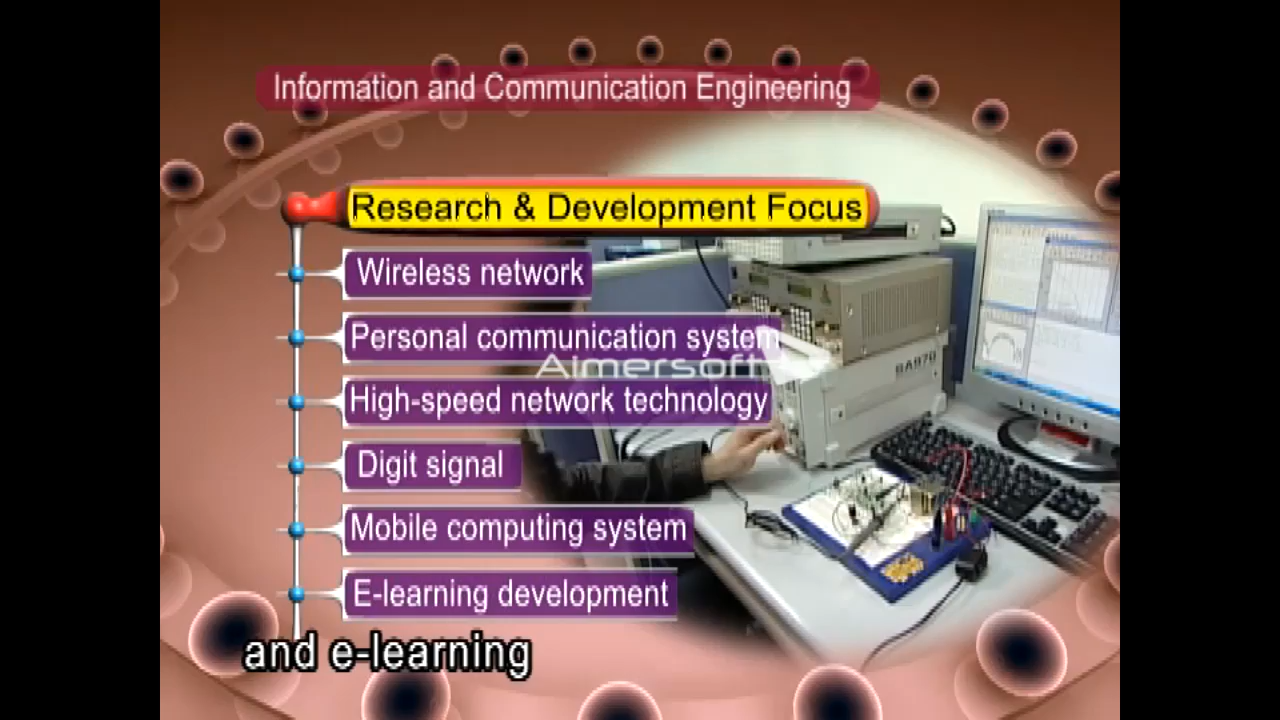 Information and Communication Engineering
Research & Development Focus
Wireless network
Personal communication system
Aimersoft
BA970
High-speed network technology
Digit signal
Mobile computing system
E-learning development
and e-learning